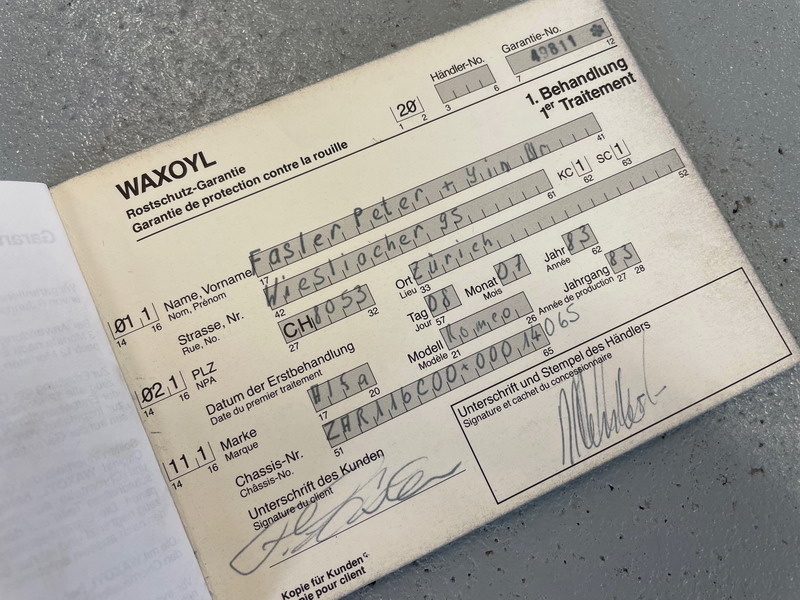 WAXOYL
Rostschutz-Garantie
Garantie de protection contre la rouille
20
1 2
Händler-No.
3 6
Garantie-No.
49811
7 12
1. Behandlung
1er Traitement
Ø1 1
14 16
Name, Vorname
Nom, Prénom
Fasler Peter +
17 41
Strasse, Nr.
Rue, No.
95
42 61
KC 1
62
SC 1
63
Ø2 1
14 16
PLZ
NPA
CH 8053
27 32
Ort Zürich
Lieu 33 52
Datum der Erstbehandlung
Date du premier traitement
Tag 08
Jour 57
Monat 07
Mois
Jahr 83
Année 62
11 1
14 16
Marke
Marque
Alfa
17 20
Modell Romeo
Modèle 21 26
Jahrgang 83
Année de production 27 28
Chassis-Nr.
Châssis-No.
ZAR116C00*00014065
51 65
Unterschrift des Kunden
Signature du client
Unterschrift und Stempel des Händlers
Signature et cachet du concessionnaire
Kopie für Kunden
pie pour client